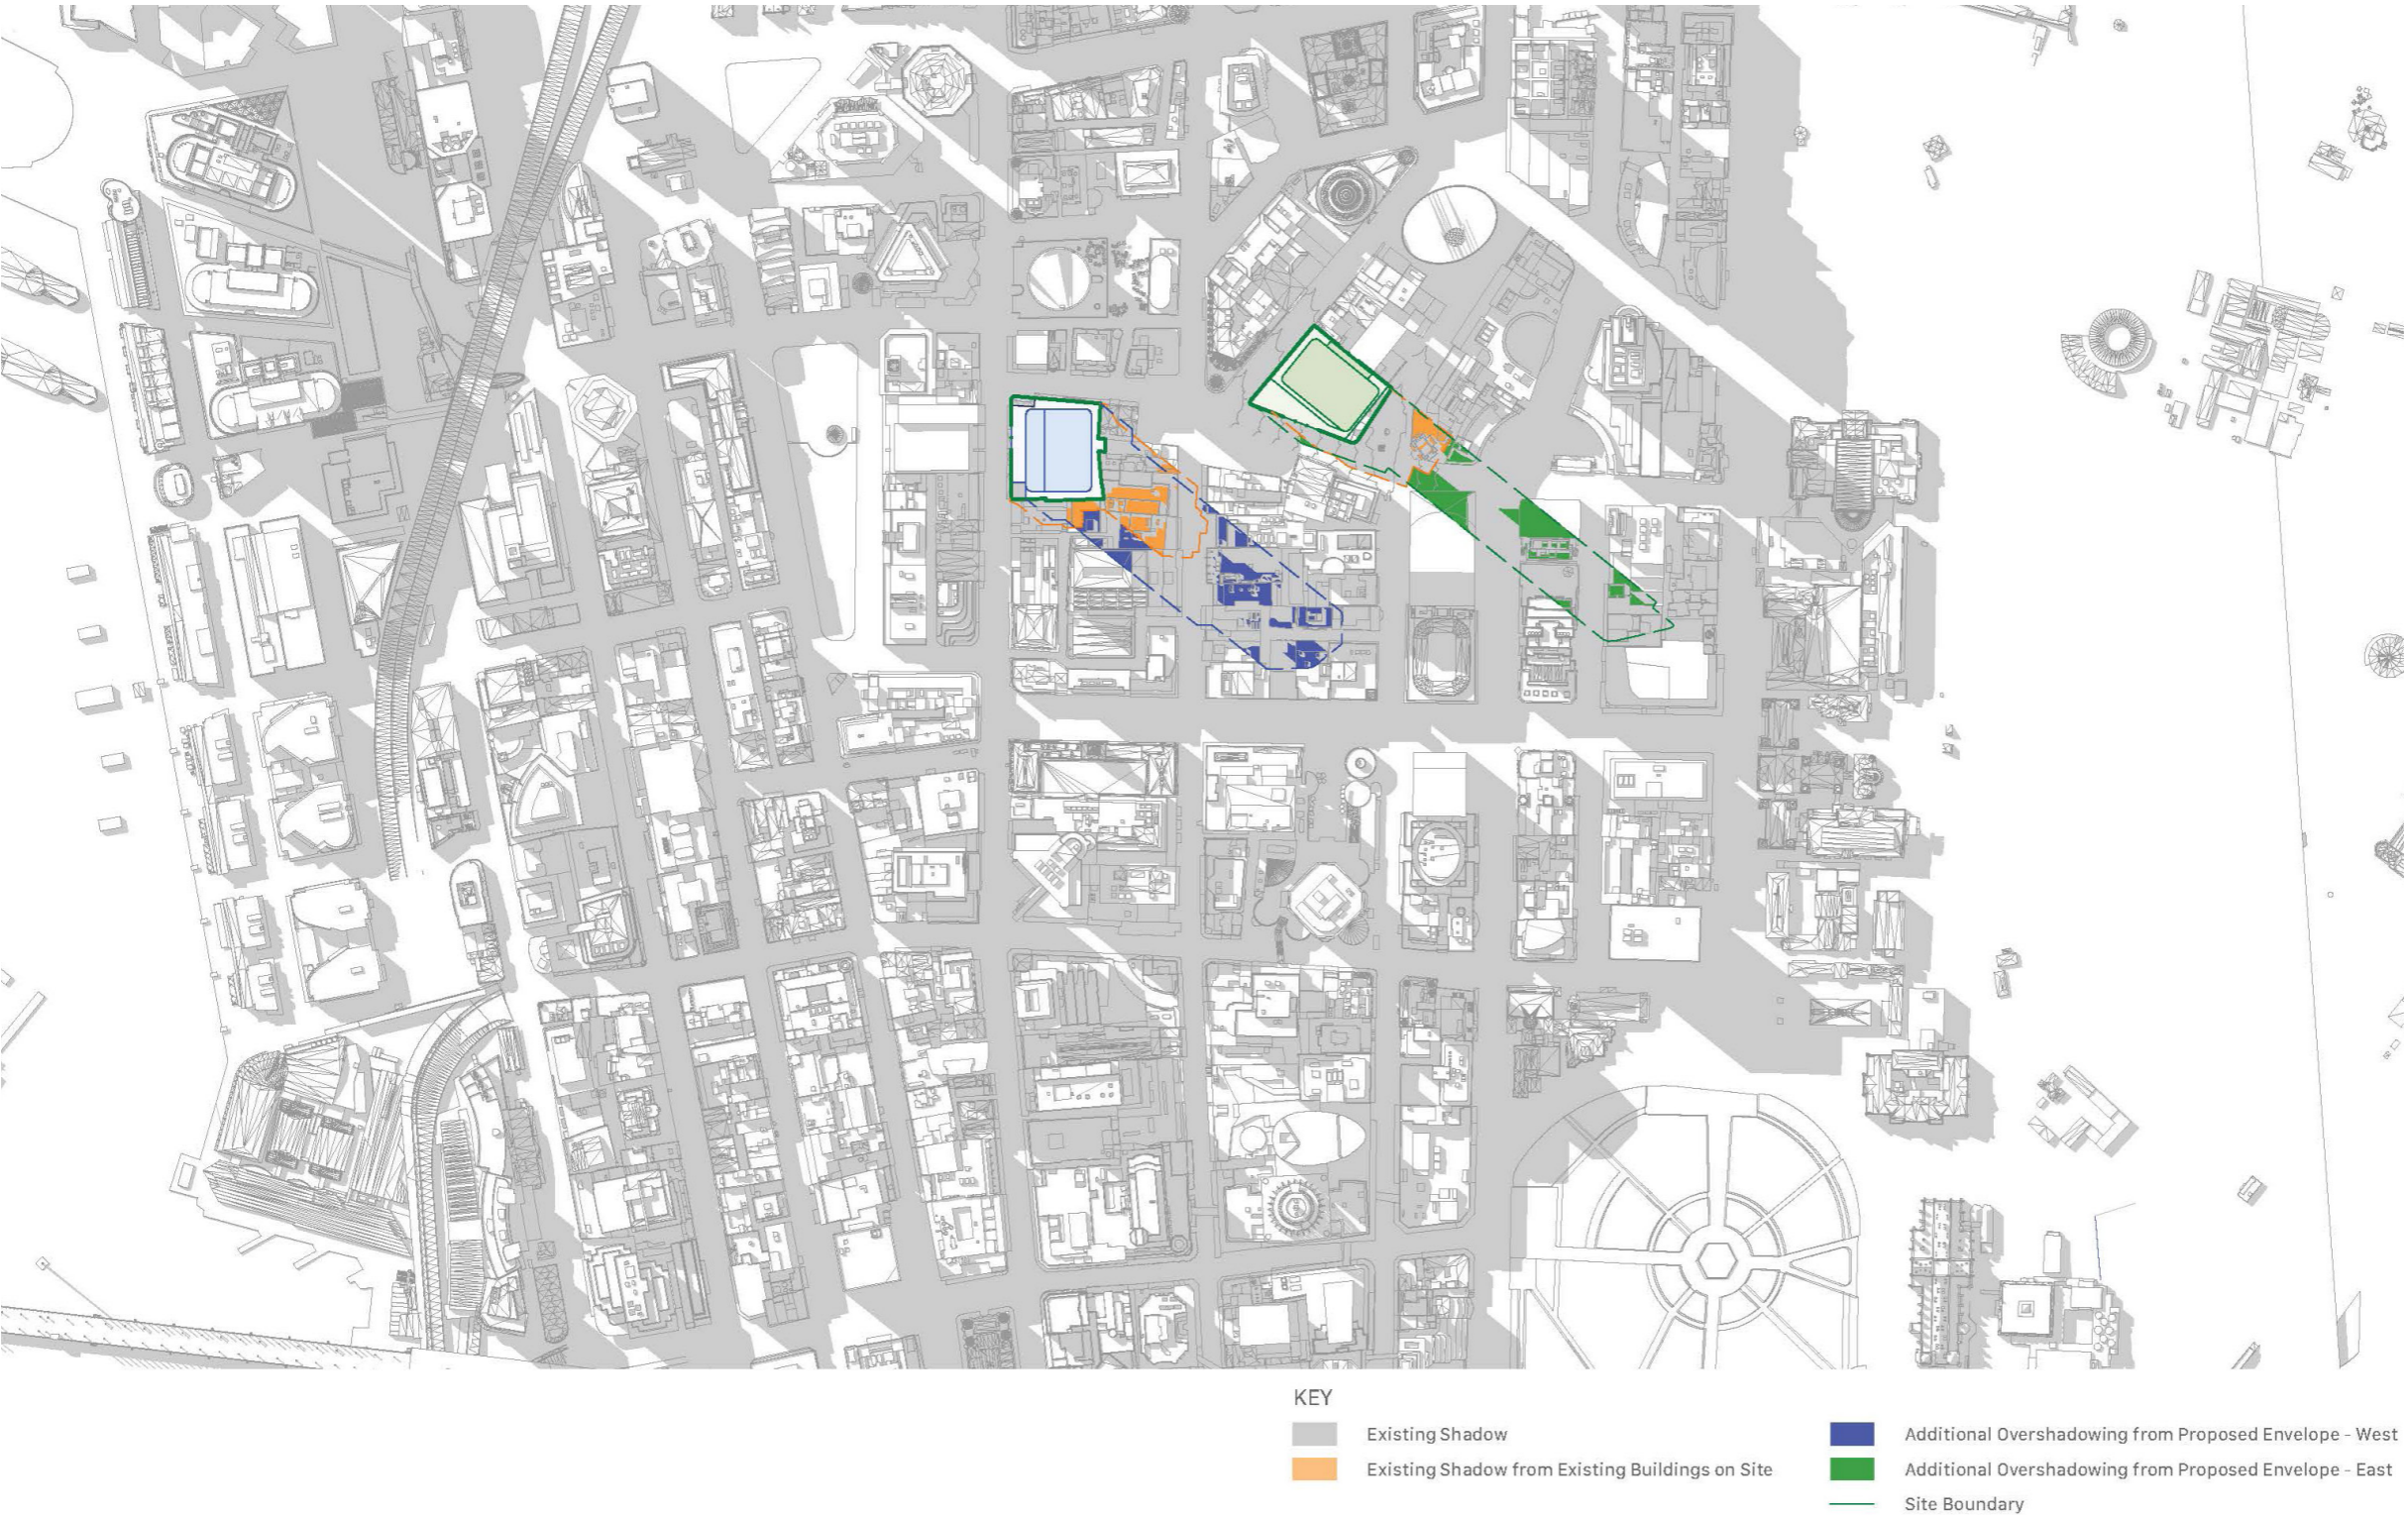 KEY
Existing Shadow
Existing Shadow from Existing Buildings on Site
Additional Overshadowing from Proposed Envelope - West
Additional Overshadowing from Proposed Envelope - East
Site Boundary